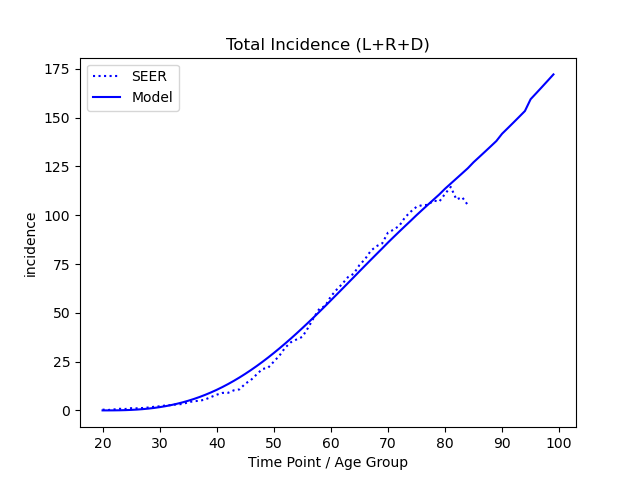 Total Incidence (L+R+D)
SEER
Model
175
150
125
100
75
50
25
0
incidence
20 30 40 50 60 70 80 90 100
Time Point / Age Group